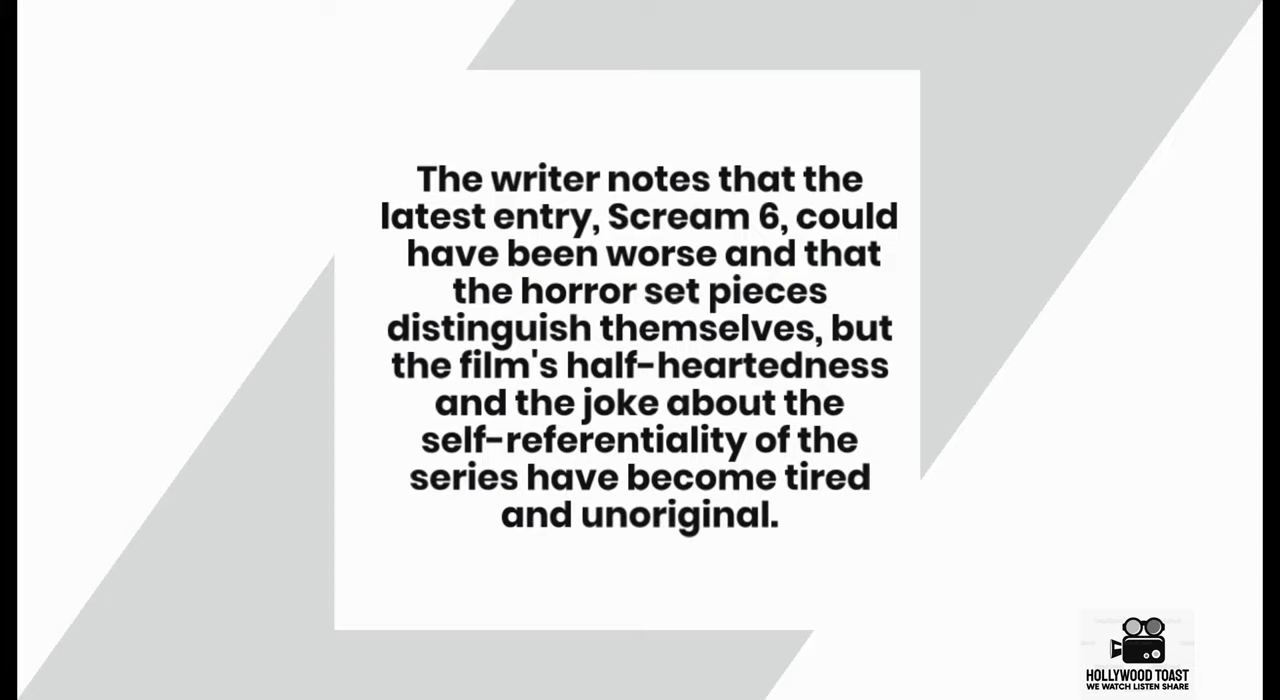 The writer notes that the
latest entry, Scream 6, could
have been worse and that
the horror set pieces
distinguish themselves, but
the film's half-heartedness
and the joke about the
self-referentiality of the
series have become tired
and unoriginal.
HOLLYWOOD TOAST
WE WATCH LISTEN SHARE